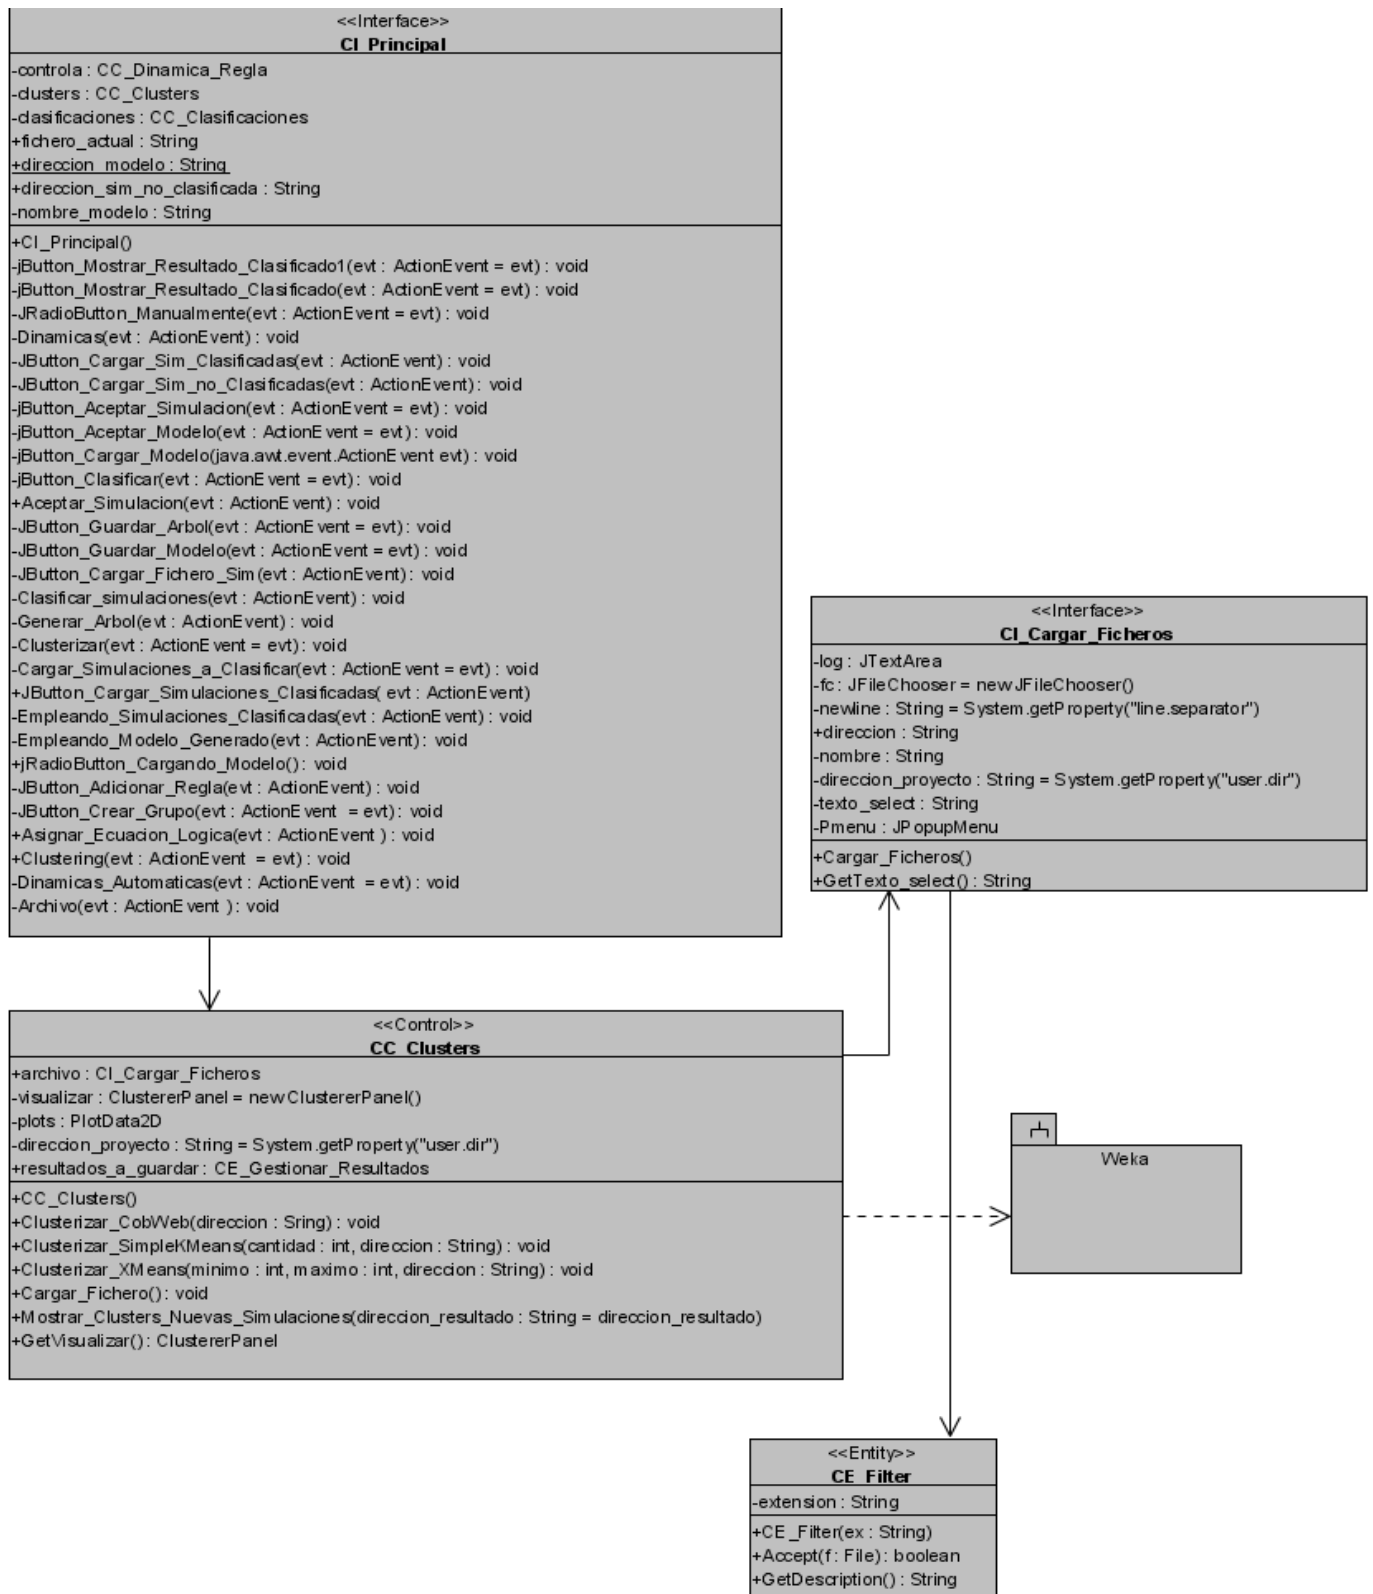 <<Interface>>
CI_Principal
-controla : CC_Dinamica_Regla
-clusters : CC_Clusters
-clasificaciones : CC_Clasificaciones
+fichero_actual : String
+direccion_modelo : String
+direccion_sim_no_clasificada : String
-nombre_modelo : String
+CI_Principal()
-jButton_Mostrar_Resultado_Clasificado1(evt : ActionEvent = evt) : void
-jButton_Mostrar_Resultado_Clasificado(evt : ActionEvent = evt) : void
-JRadioButton_Manualmente(evt : ActionEvent = evt) : void
-Dinamicas(evt : ActionEvent) : void
-JButton_Cargar_Sim_Clasificadas(evt : ActionEvent) : void
-JButton_Cargar_Sim_no_Clasificadas(evt : ActionEvent) : void
-jButton_Aceptar_Simulacion(evt : ActionEvent = evt) : void
-jButton_Aceptar_Modelo(evt : ActionEvent = evt) : void
-jButton_Cargar_Modelo(java.awt.event.ActionEvent evt) : void
-jButton_Clasificar(evt : ActionEvent = evt) : void
+Aceptar_Simulacion(evt : ActionEvent) : void
-JButton_Guardar_Arbol(evt : ActionEvent = evt) : void
-JButton_Guardar_Modelo(evt : ActionEvent = evt) : void
-JButton_Cargar_Fichero_Sim(evt : ActionEvent) : void
-Clasificar_simulaciones(evt : ActionEvent) : void
-Generar_Arbol(evt : ActionEvent) : void
-Clusterizar(evt : ActionEvent = evt) : void
-Cargar_Simulaciones_a_Clasificar(evt : ActionEvent = evt) : void
+JButton_Cargar_Simulaciones_Clasificadas( evt : ActionEvent)
-Empleando_Simulaciones_Clasificadas(evt : ActionEvent) : void
-Empleando_Modelo_Generado(evt : ActionEvent) : void
+jRadioButton_Cargando_Modelo() : void
-JButton_Adicionar_Regla(evt : ActionEvent) : void
-JButton_Crear_Grupo(evt : ActionEvent = evt) : void
+Asignar_Ecuacion_Logica(evt : ActionEvent ) : void
+Clustering(evt : ActionEvent = evt) : void
-Dinamicas_Automaticas(evt : ActionEvent = evt) : void
-Archivo(evt : ActionEvent ) : void
<<Interface>>
CI_Cargar_Ficheros
-log : JTextArea
-fc : JFileChooser = new JFileChooser()
-newline : String = System.getProperty("line.separator")
+direccion : String
-nombre : String
-direccion_proyecto : String = System.getProperty("user.dir")
-texto_select : String
-Pmenu : JPopupMenu
+Cargar_Ficheros()
+GetTexto_select() : String
<<Control>>
CC_Clusters
+archivo : CI_Cargar_Ficheros
-visualizar : ClustererPanel = new ClustererPanel()
-plots : PlotData2D
-direccion_proyecto : String = System.getProperty("user.dir")
+resultados_a_guardar : CE_Gestionar_Resultados
+CC_Clusters()
+Clusterizar_CobWeb(direccion : Sring) : void
+Clusterizar_SimpleKMeans(cantidad : int, direccion : String) : void
+Clusterizar_XMeans(minimo : int, maximo : int, direccion : String) : void
+Cargar_Fichero() : void
+Mostrar_Clusters_Nuevas_Simulaciones(direccion_resultado : String = direccion_resultado)
+GetVisualizar() : ClustererPanel
Weka
<<Entity>>
CE_Filter
-extension : String
+CE_Filter(ex : String)
+Accept(f : File) : boolean
+GetDescription() : String